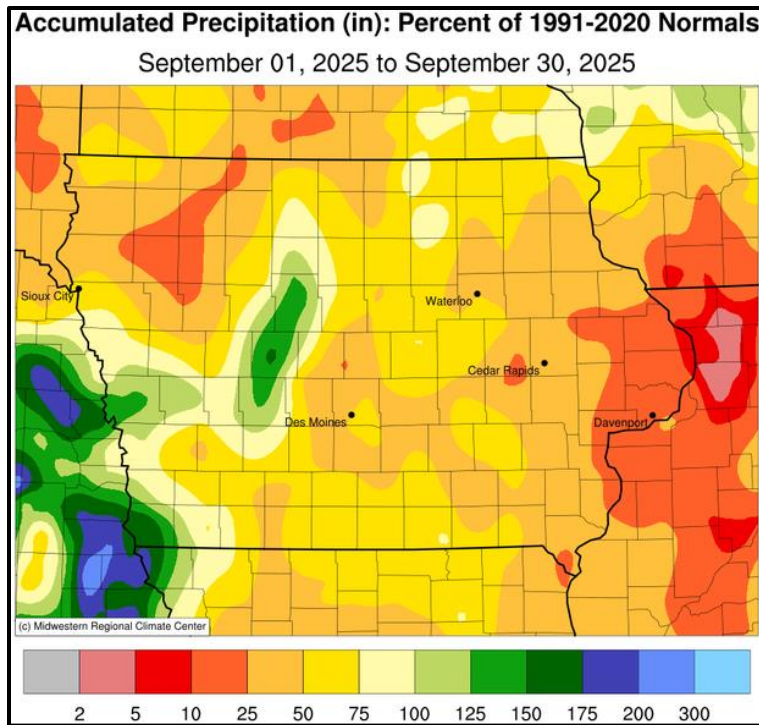 Accumulated Precipitation (in): Percent of 1991-2020 Normals
September 01, 2025 to September 30, 2025
Sioux City
Waterloo
Cedar Rapids
Des Moines
Davenport
(c) Midwestern Regional Climate Center
2 5 10 25 50 75 100 125 150 175 200 300